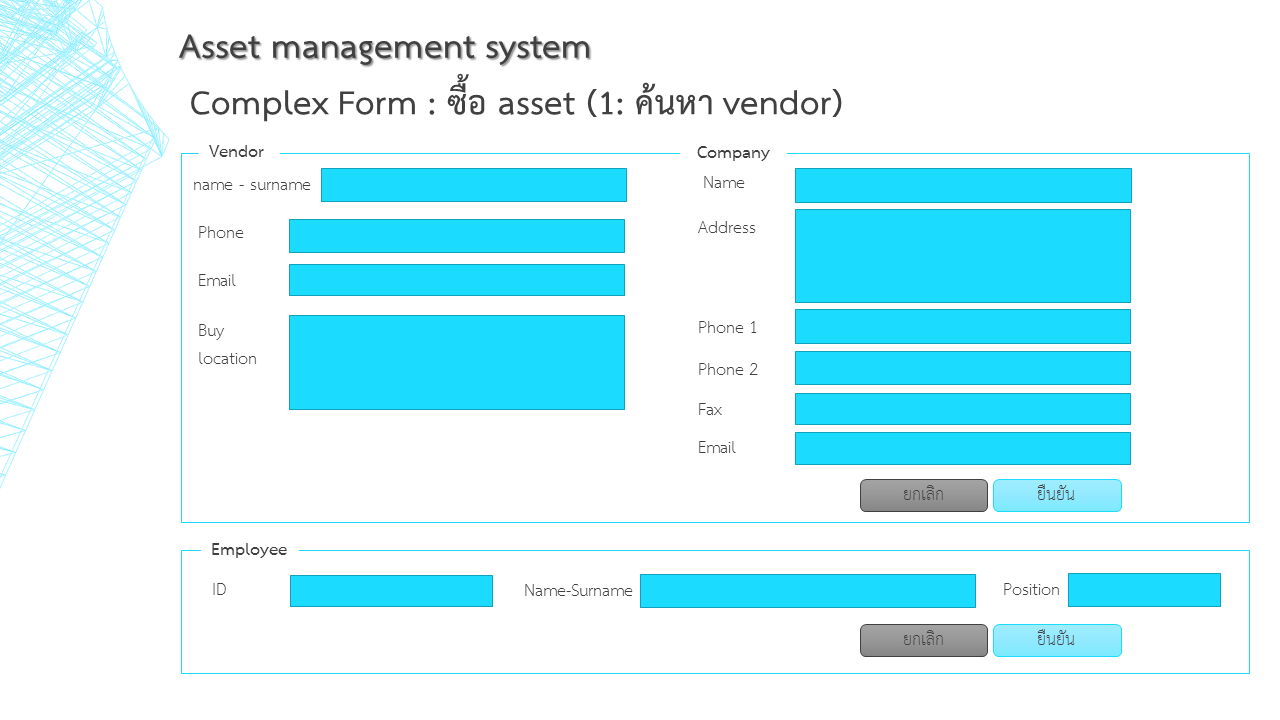 Asset management system
Complex Form : ซื้อ asset (1: ค้นหา vendor)
Vendor
name - surname
Phone
Email
Buy
location
Company
Name
Address
Phone 1
Phone 2
Fax
Email
ยกเลิก
ยืนยัน
Employee
ID
Name-Surname
Position
ยกเลิก
ยืนยัน